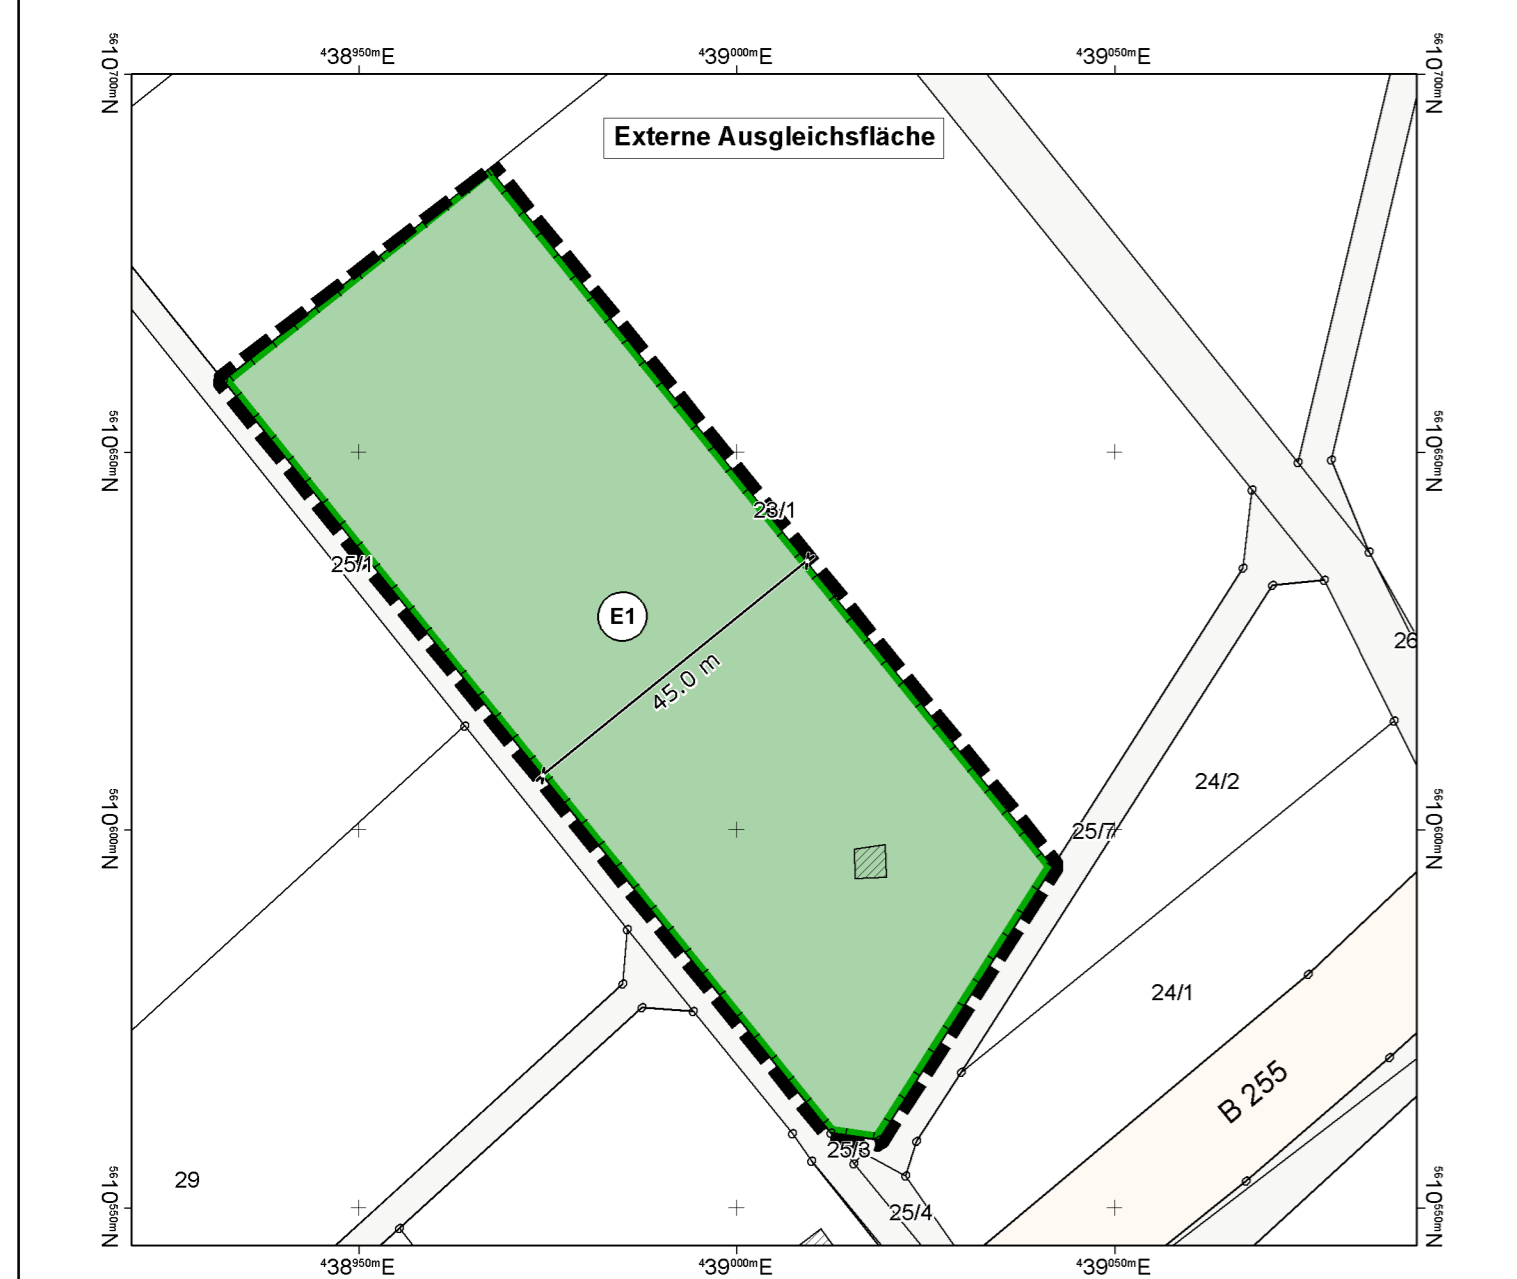 438950mE 439000mE 439050mE
5610700mN
5610700mN
Externe Ausgleichsfläche
5610650mN
5610650mN
23/1
25/1
E1
26
45.0 m
24/2
5610600mN
25/7
5610600mN
24/1
B 255
25/3
29
5610550mN
25/4
5610550mN
438950mE 439000mE 439050mE